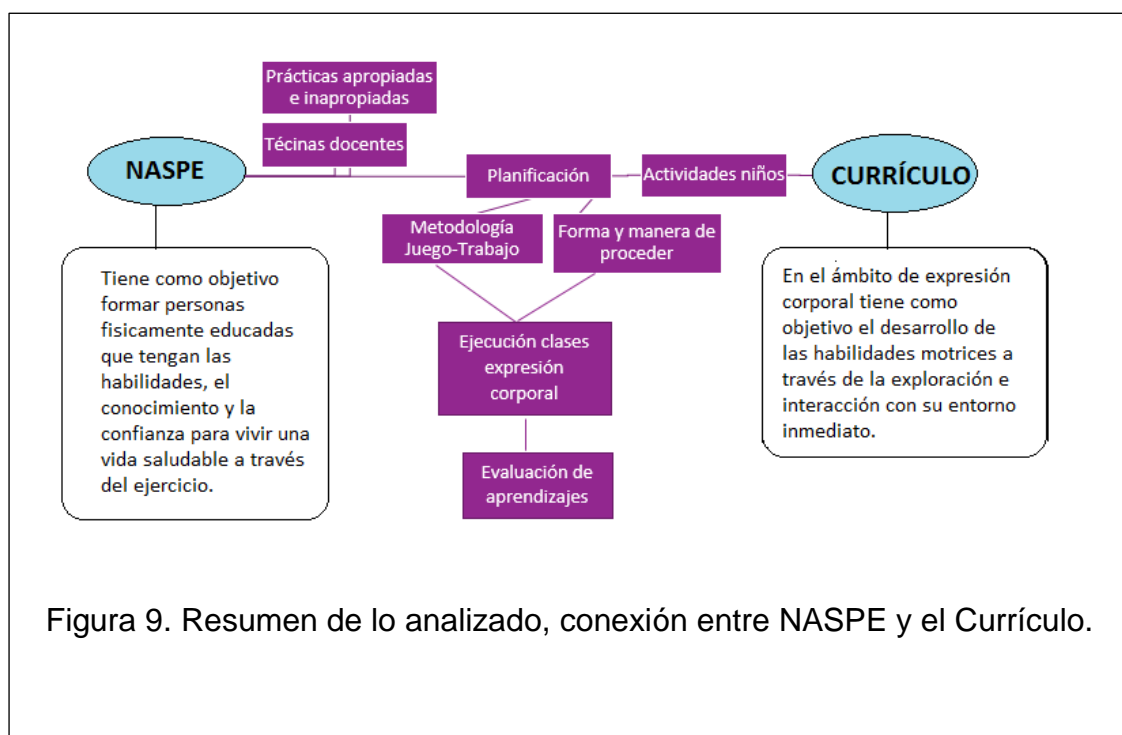 Prácticas apropiadas
e inapropiadas
Técinas docentes
NASPE
Planificación
Actividades niños
CURRÍCULO
Metodología
Juego-Trabajo
Forma y manera de
proceder
Tiene como objetivo
formar personas
fisicamente educadas
que tengan las
habilidades, el
conocimiento y la
confianza para vivir una
vida saludable a través
del ejercicio.
En el ámbito de expresión
corporal tiene como
objetivo el desarrollo de
las habilidades motrices a
través de la exploración e
interacción con su entorno
inmediato.
Ejecución clases
expresión
corporal
Evaluación de
aprendizajes
Figura 9. Resumen de lo analizado, conexión entre NASPE y el Currículo.